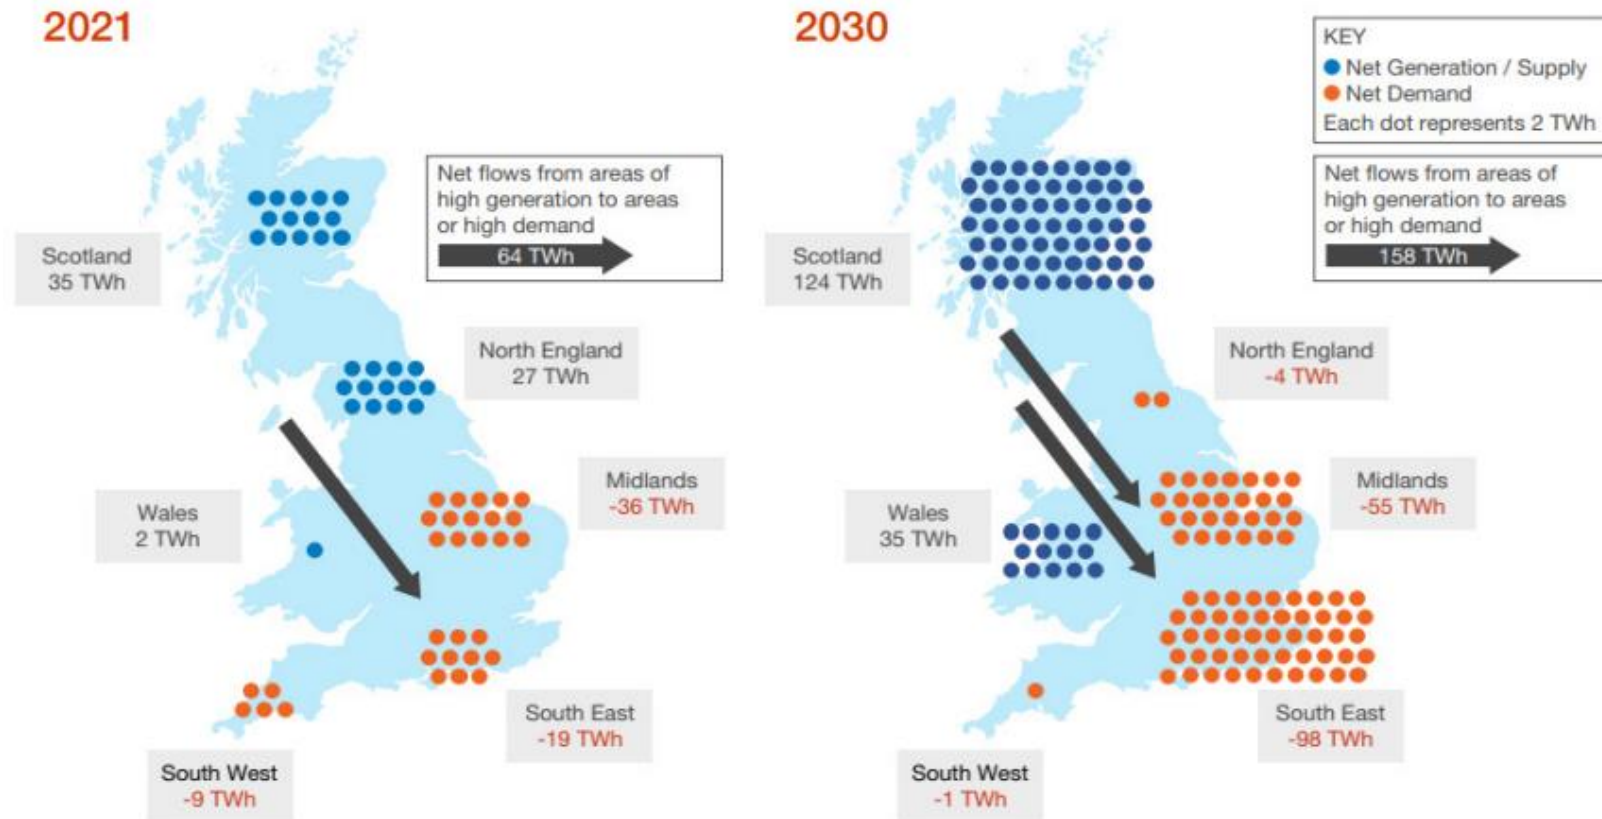 2021
Net flows from areas of
high generation to areas
or high demand
64 TWh
Scotland
35 TWh
North England
27 TWh
Midlands
-36 TWh
Wales
2 TWh
South East
-19 TWh
South West
-9 TWh
2030
KEY
Net Generation / Supply
Net Demand
Each dot represents 2 TWh
Net flows from areas of
high generation to areas
or high demand
158 TWh
Scotland
124 TWh
North England
-4 TWh
Midlands
-55 TWh
Wales
35 TWh
South East
-98 TWh
South West
-1 TWh